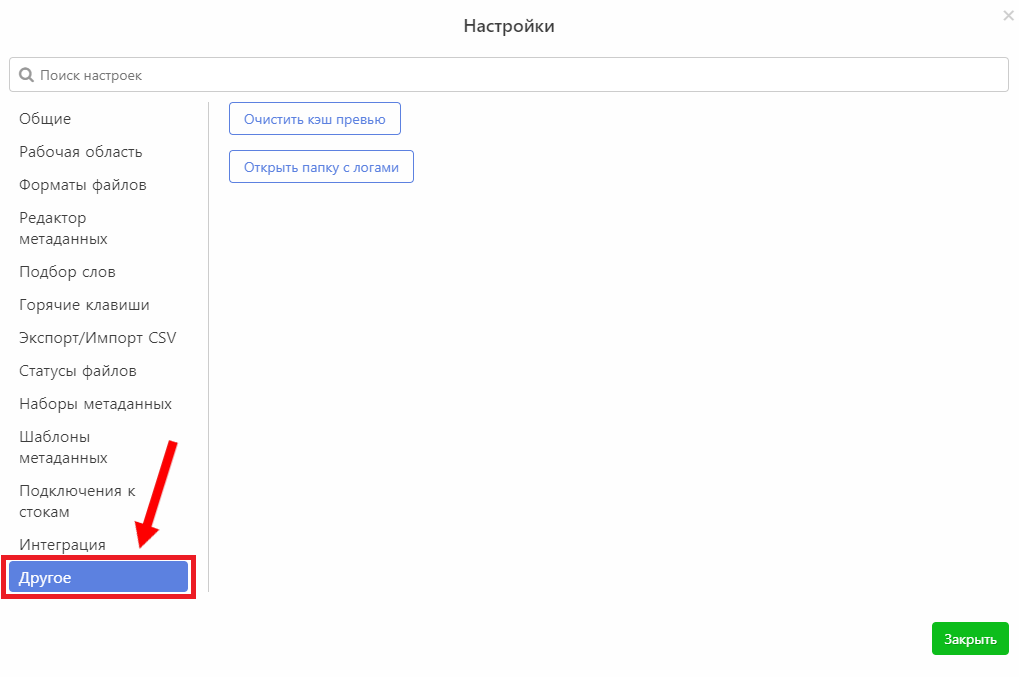 Настройки
Поиск настроек
Общие
Рабочая область
Форматы файлов
Редактор
метаданных
Подбор слов
Горячие клавиши
Экспорт/Импорт CSV
Статусы файлов
Наборы метаданных
Шаблоны
метаданных
Подключения к
стокам
Интеграция
Другое
Очистить кэш превью
Открыть папку с логами
Закрыть